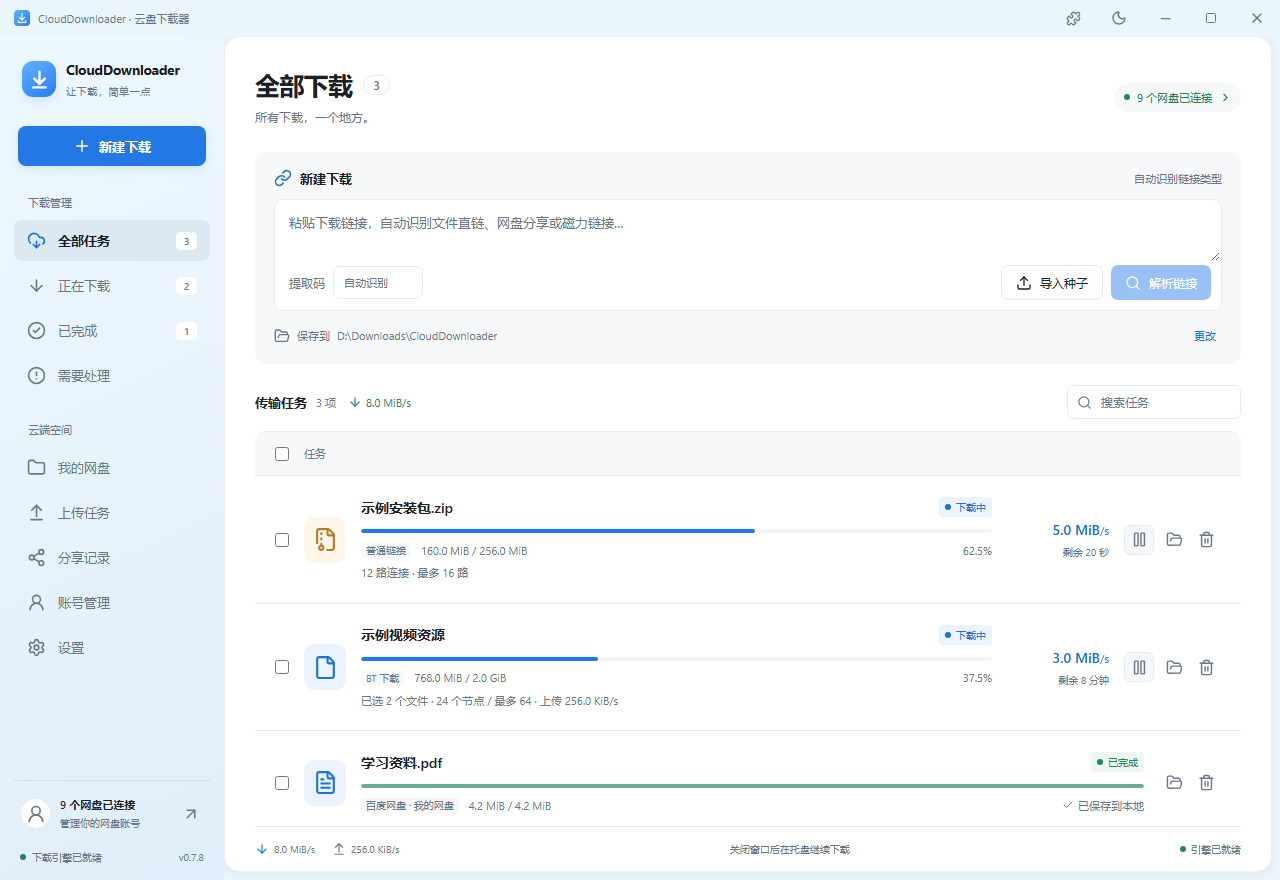 CloudDownloader · 云盘下载器
CloudDownloader
让下载，简单一点
新建下载
下载管理
全部任务 3
正在下载 2
已完成 1
需要处理
云端空间
我的网盘
上传任务
分享记录
账号管理
设置
9 个网盘已连接
管理你的网盘账号
下载引擎已就绪 v0.7.8
全部下载 3
所有下载，一个地方。
9 个网盘已连接
新建下载 自动识别链接类型
粘贴下载链接，自动识别文件直链、网盘分享或磁力链接...
提取码 自动识别 导入种子 解析链接
保存到 D:\Downloads\CloudDownloader 更改
传输任务 3 项 8.0 MiB/s 搜索任务
任务
示例安装包.zip 下载中
5.0 MiB/s
普通链接 160.0 MiB / 256.0 MiB 62.5% 剩余 20 秒
12 路连接 · 最多 16 路
示例视频资源 下载中
3.0 MiB/s
BT 下载 768.0 MiB / 2.0 GiB 37.5% 剩余 8 分钟
已选 2 个文件 · 24 个节点 / 最多 64 · 上传 256.0 KiB/s
学习资料.pdf 已完成
百度网盘 · 我的网盘 4.2 MiB / 4.2 MiB 已保存到本地
8.0 MiB/s 256.0 KiB/s 关闭窗口后在托盘继续下载 引擎已就绪